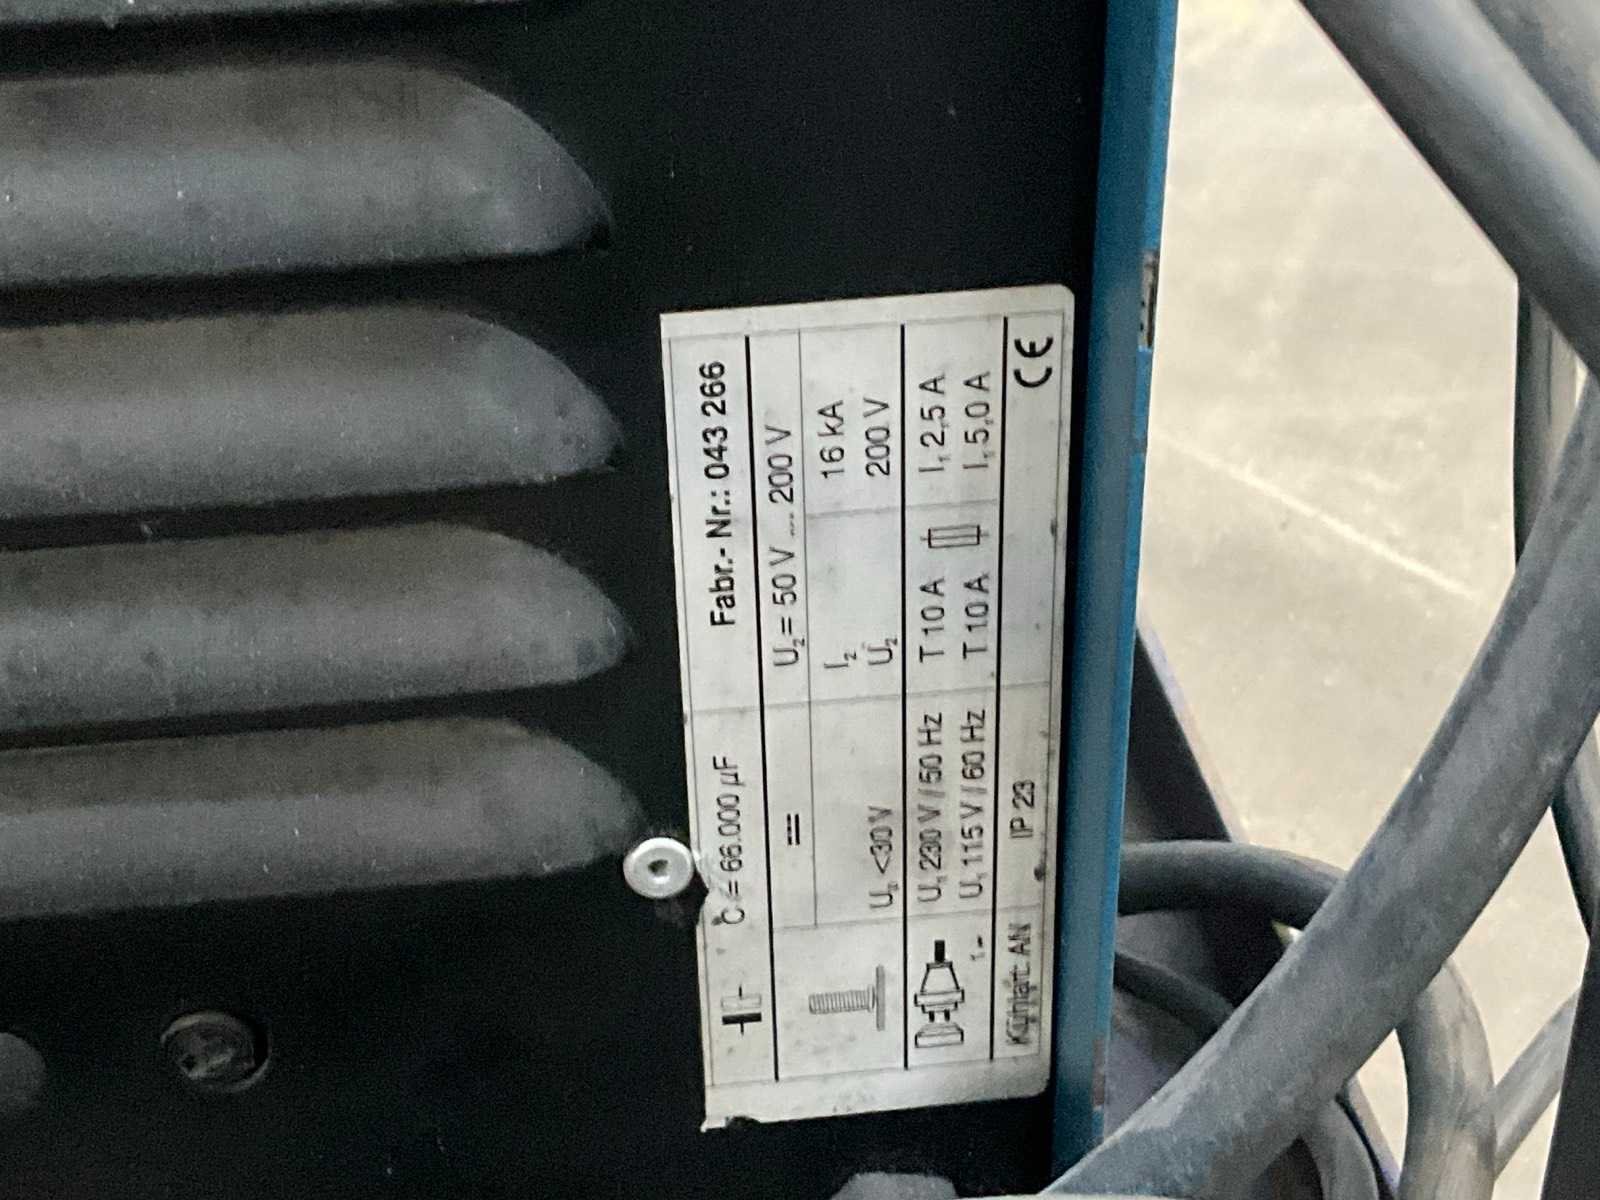 C = 66.000 µF Fabr.- Nr.: 043 266
U₂= 50 V .... 200 V
I₂ 16 kA
<30V U₂ 200 V
U₁ 230 V // 50 Hz T 10 A I₁ 2,5 A
1~ U₁ 115 V // 60 Hz T 10 A I₁ 5,0 A
Kühlart: AN IP 23 CE